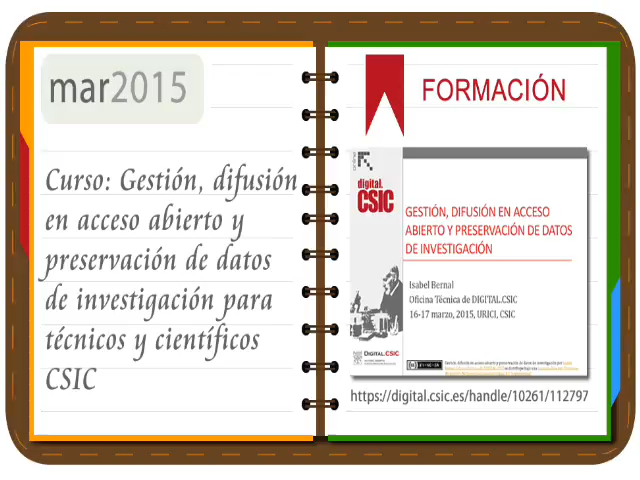 mar2015
Curso: Gestión, difusión
en acceso abierto y
preservación de datos
de investigación para
técnicos y científicos
CSIC
FORMACIÓN
digital.
CSIC
GESTIÓN, DIFUSIÓN EN ACCESO
ABIERTO Y PRESERVACIÓN DE DATOS
DE INVESTIGACIÓN
Isabel Bernal
Oficina Técnica de DIGITAL.CSIC
16-17 marzo, 2015, URICI, CSIC
DIGITAL.CSIC
https://digital.csic.es/handle/10261/112797